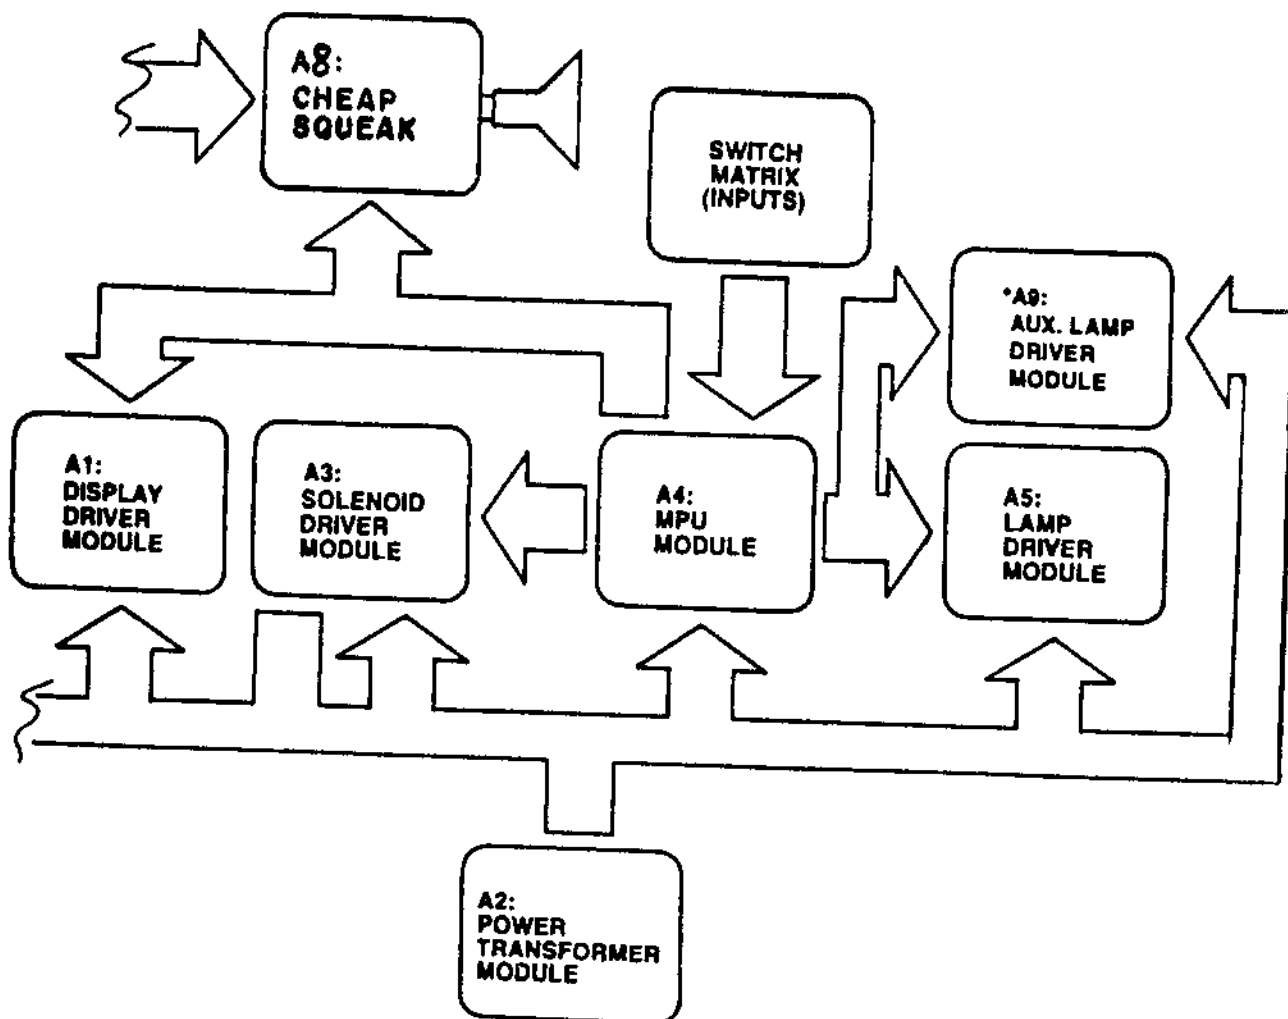 A8:
CHEAP
SQUEAK
SWITCH
MATRIX
(INPUTS)
*A9:
AUX. LAMP
DRIVER
MODULE
A1:
DISPLAY
DRIVER
MODULE
A3:
SOLENOID
DRIVER
MODULE
A4:
MPU
MODULE
A5:
LAMP
DRIVER
MODULE
A2:
POWER
TRANSFORMER
MODULE